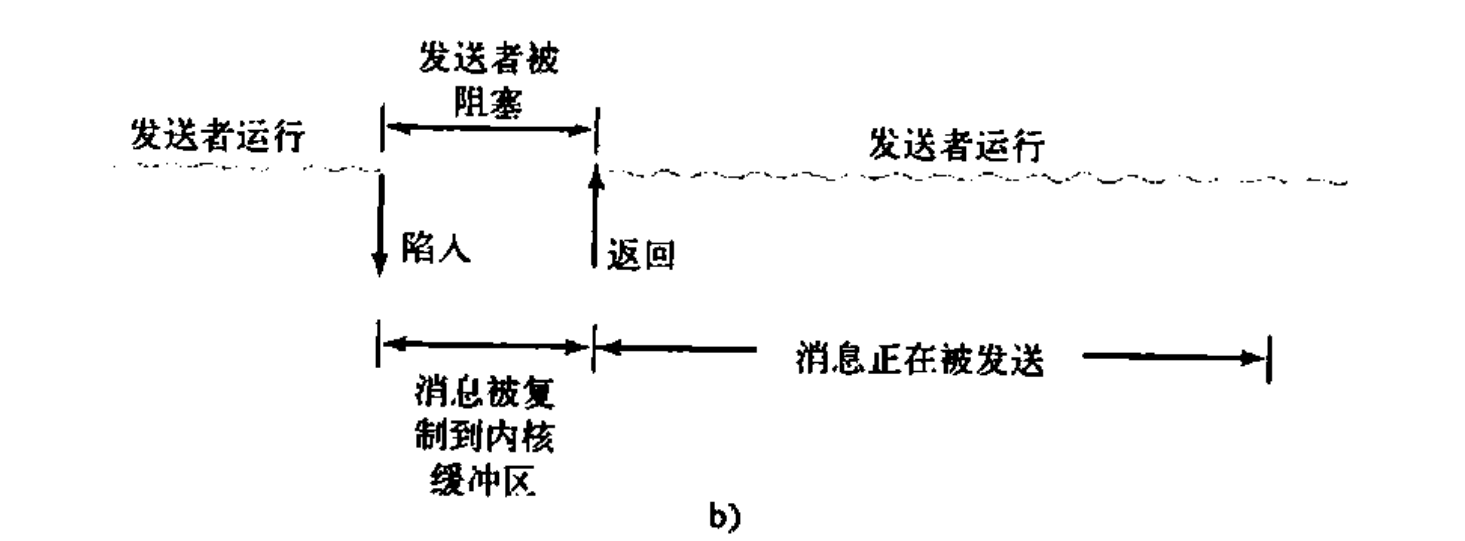 发送者被
阻塞
发送者运行
发送者运行
陷入
返回
消息正在被发送
消息被复
制到内核
缓冲区
b)